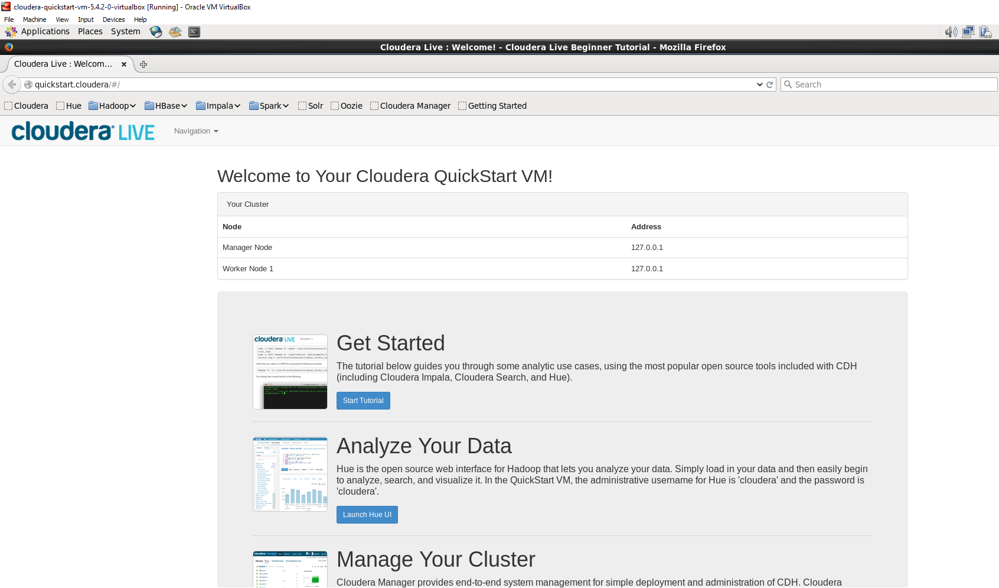 cloudera-quickstart-vm-5.4.2-0-virtualbox [Running] - Oracle VM VirtualBox
File Machine View Input Devices Help
Applications Places System
Cloudera Live : Welcome! - Cloudera Live Beginner Tutorial - Mozilla Firefox
Cloudera Live : Welcom...
quickstart.cloudera/#/ Search
Cloudera Hue Hadoop HBase Impala Spark Solr Oozie Cloudera Manager Getting Started
cloudera LIVE Navigation
Welcome to Your Cloudera QuickStart VM!
Your Cluster
Node Address
Manager Node 127.0.0.1
Worker Node 1 127.0.0.1
cloudera LIVE Navigation
Get Started
The tutorial below guides you through some analytic use cases, using the most popular open source tools included with CDH
(including Cloudera Impala, Cloudera Search, and Hue).
Start Tutorial
Analyze Your Data
Hue is the open source web interface for Hadoop that lets you analyze your data. Simply load in your data and then easily begin
to analyze, search, and visualize it. In the QuickStart VM, the administrative username for Hue is 'cloudera' and the password is
'cloudera'.
Launch Hue UI
Manage Your Cluster
Cloudera Manager provides end-to-end system management for simple deployment and administration of CDH. Cloudera